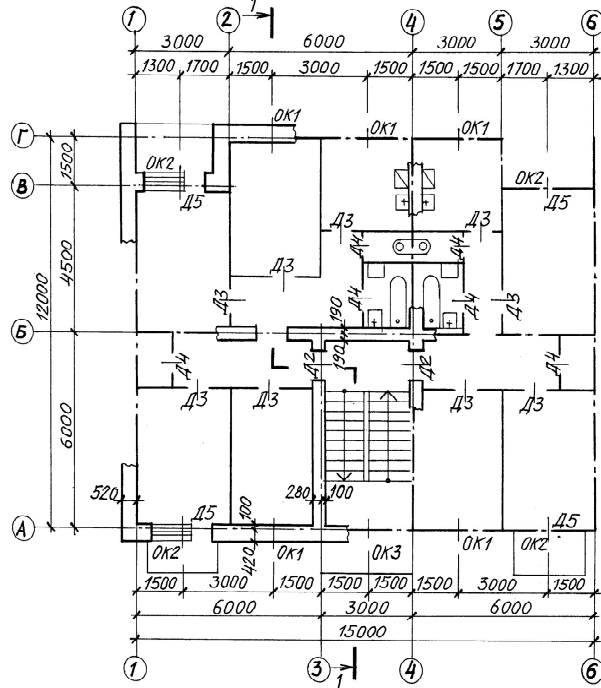 1
1 2 4 5 6
3000 6000 3000 3000
1300 1700 1500 3000 1500 1500 1500 1700 1300
Г ОК1 ОК1 ОК1
1500 ОК2 ОК2
В Д5 Д5
Д3 Д4 Д4 Д3
12000 4500 Д3
Д3 Д4 Д4 Д3
190
Б
190 Д2 Д2
Д4 Д4
Д3 Д3 Д3 Д3
6000
520 280 100
Д5 100 Д5
А
ОК2 420 ОК1 ОК3 ОК1 ОК2
1500 3000 1500 1500 1500 1500 3000 1500
6000 3000 6000
15000
1 3 4 6
1